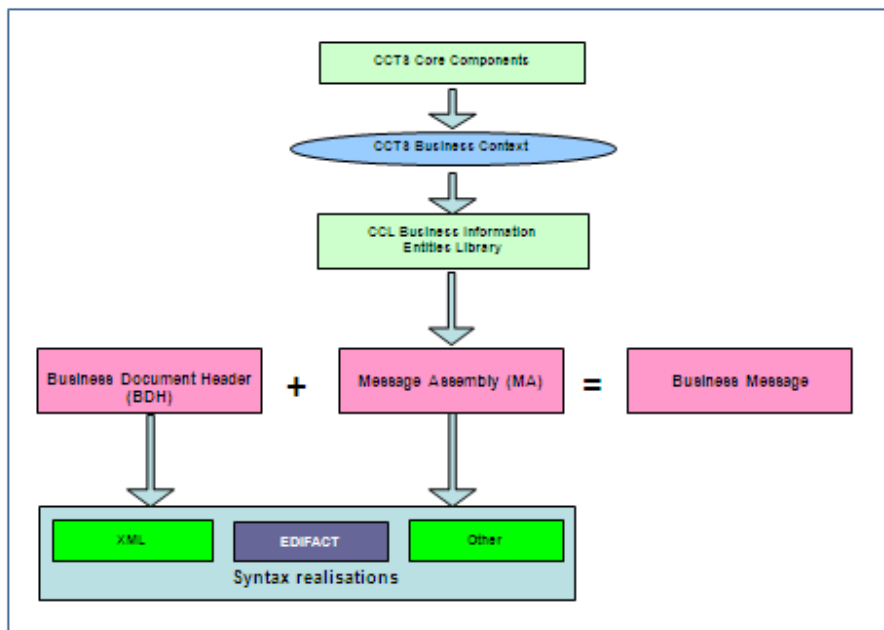 CCTS Core Components
CCTS Business Context
CCL Business Information
Entities Library
Business Document Header
(BDH)
+
Message Assembly (MA)
=
Business Message
XML
EDIFACT
Other
Syntax realisations